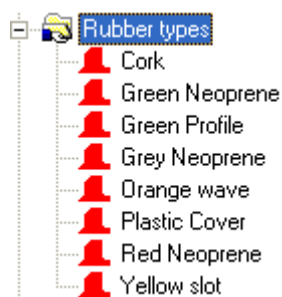 Rubber types
Cork
Green Neoprene
Green Profile
Grey Neoprene
Orange wave
Plastic Cover
Red Neoprene
Yellow slot